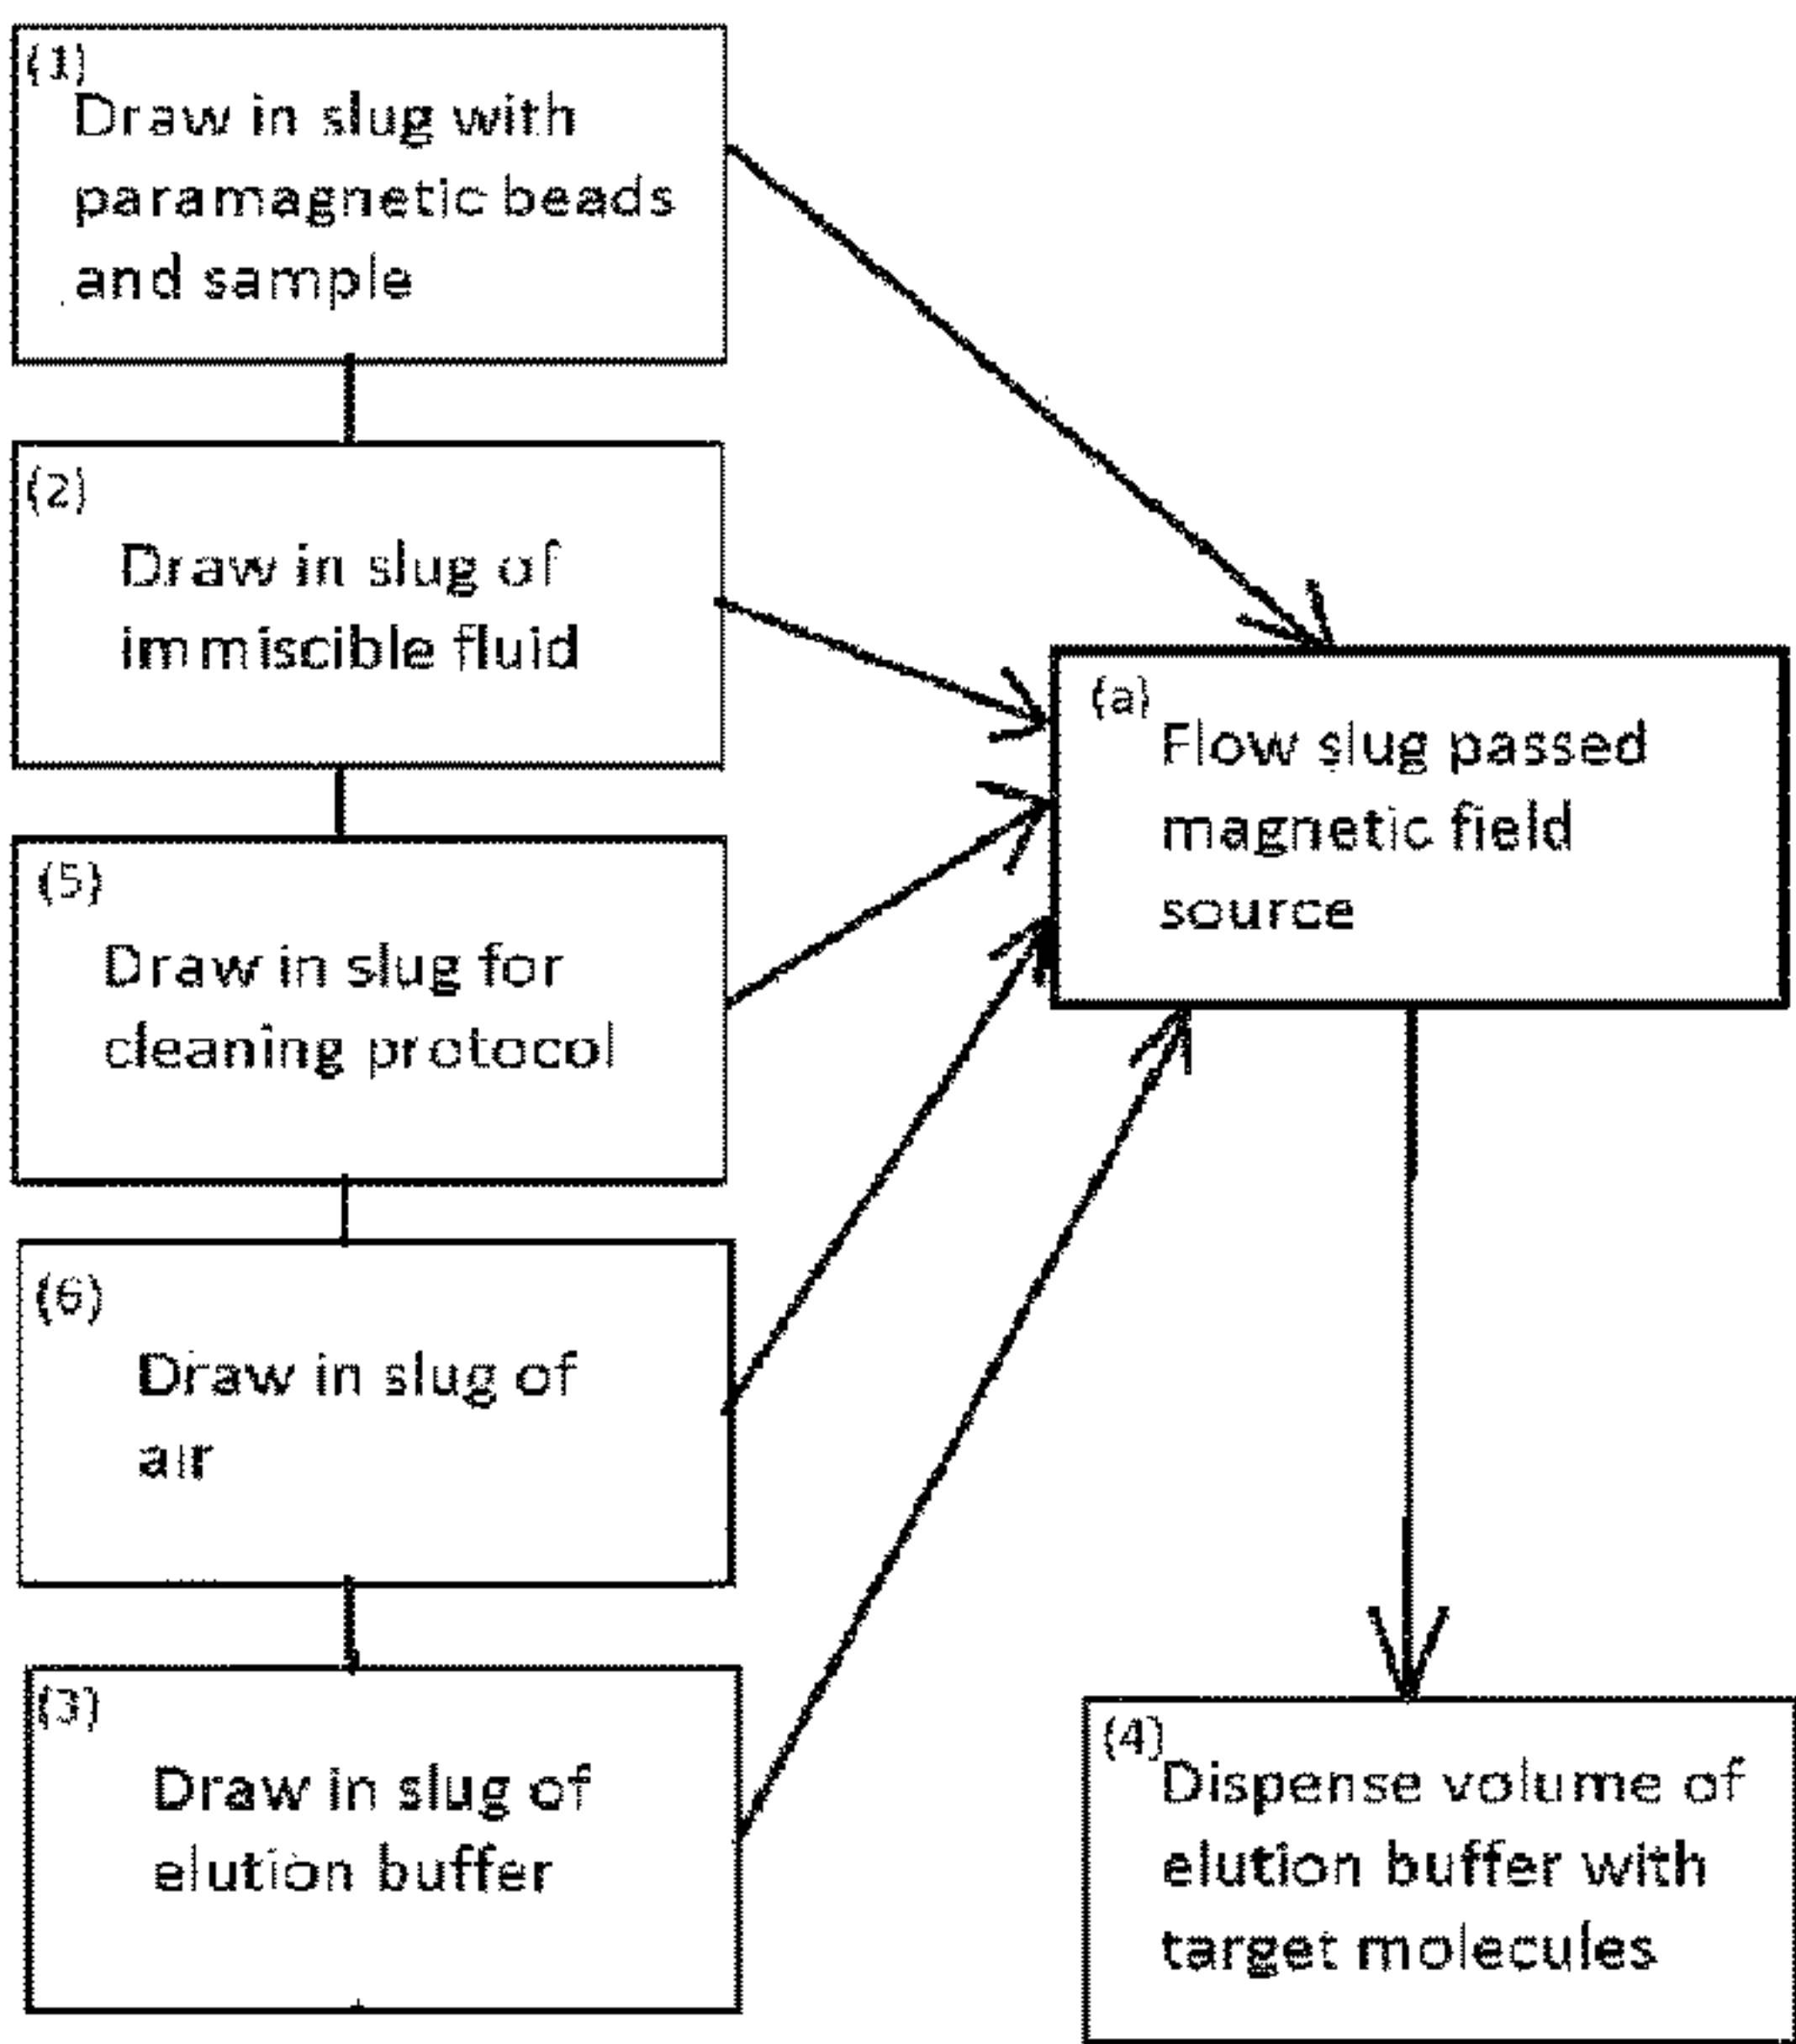 (1)
Draw in slug with
paramagnetic beads
and sample
(2)
Draw in slug of
immiscible fluid
(5)
Draw in slug for
cleaning protocol
(6)
Draw in slug of
air
(3)
Draw in slug of
elution buffer
(a)
Flow slug passed
magnetic field
source
(4)
Dispense volume of
elution buffer with
target molecules